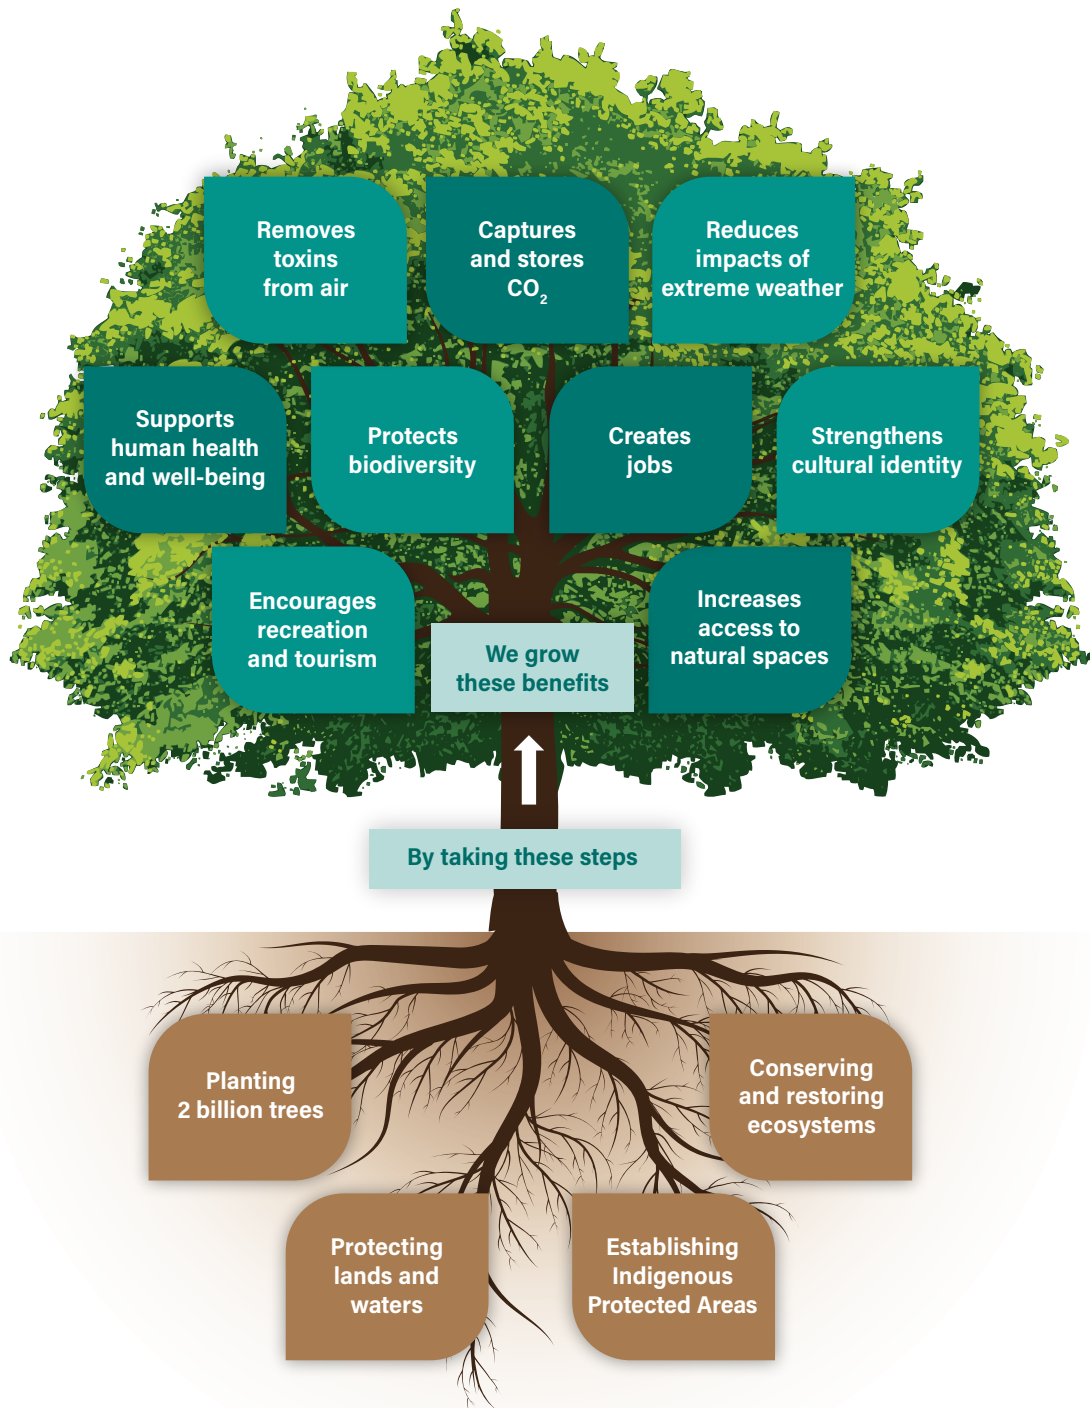 Removes
toxins
from air
Captures
and stores
CO₂
Reduces
impacts of
extreme weather
Supports
human health
and well-being
Protects
biodiversity
Creates
jobs
Strengthens
cultural identity
Encourages
recreation
and tourism
We grow
these benefits
Increases
access to
natural spaces
By taking these steps
Planting
2 billion trees
Conserving
and restoring
ecosystems
Protecting
lands and
waters
Establishing
Indigenous
Protected Areas